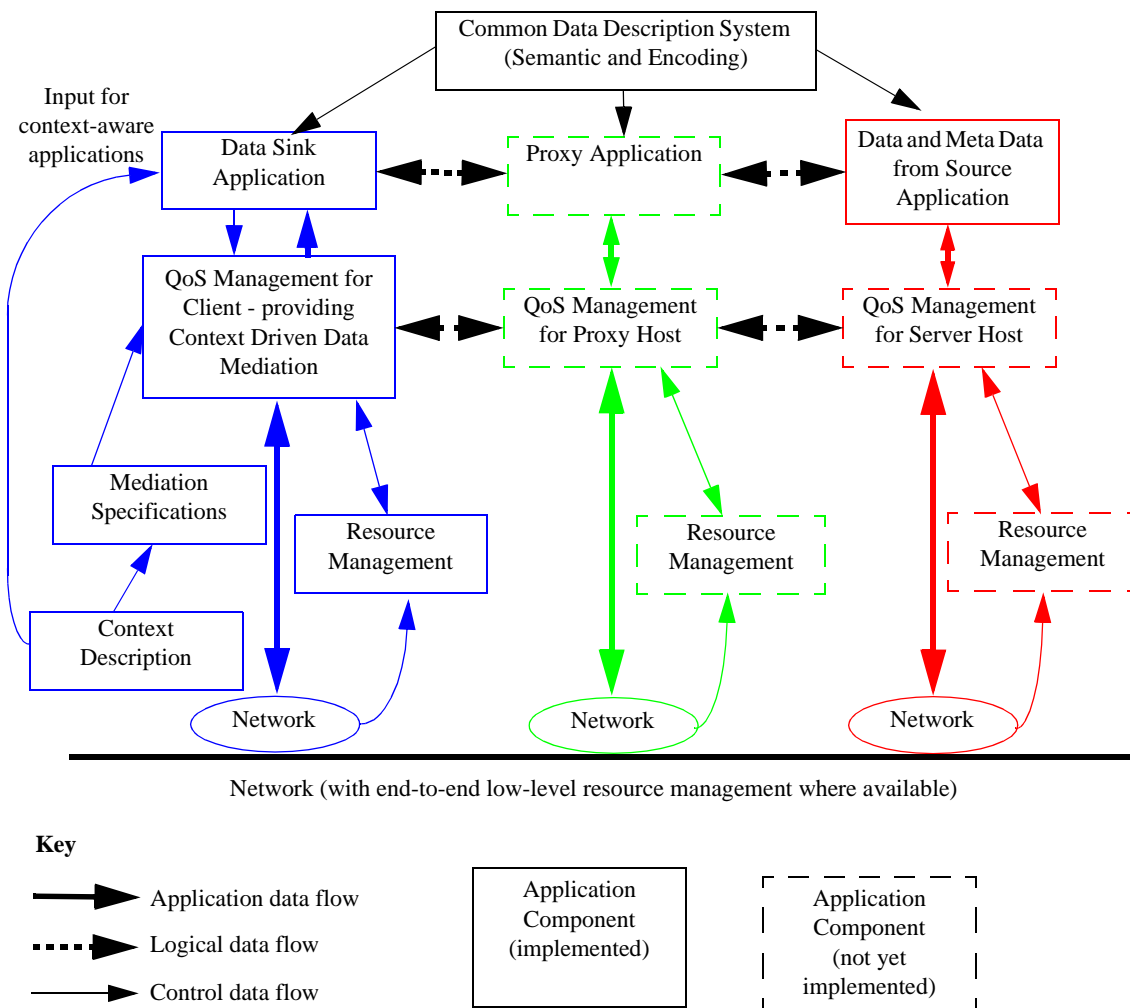 Common Data Description System
(Semantic and Encoding)
Input for
context-aware
applications
Data Sink
Application
Proxy Application
Data and Meta Data
from Source
Application
QoS Management for
Client - providing
Context Driven Data
Mediation
QoS Management
for Proxy Host
QoS Management
for Server Host
Mediation
Specifications
Resource
Management
Resource
Management
Resource
Management
Context
Description
Network
Network
Network
Network (with end-to-end low-level resource management where available)
Key
Application data flow
Logical data flow
Control data flow
Application
Component
(implemented)
Application
Component
(not yet
implemented)